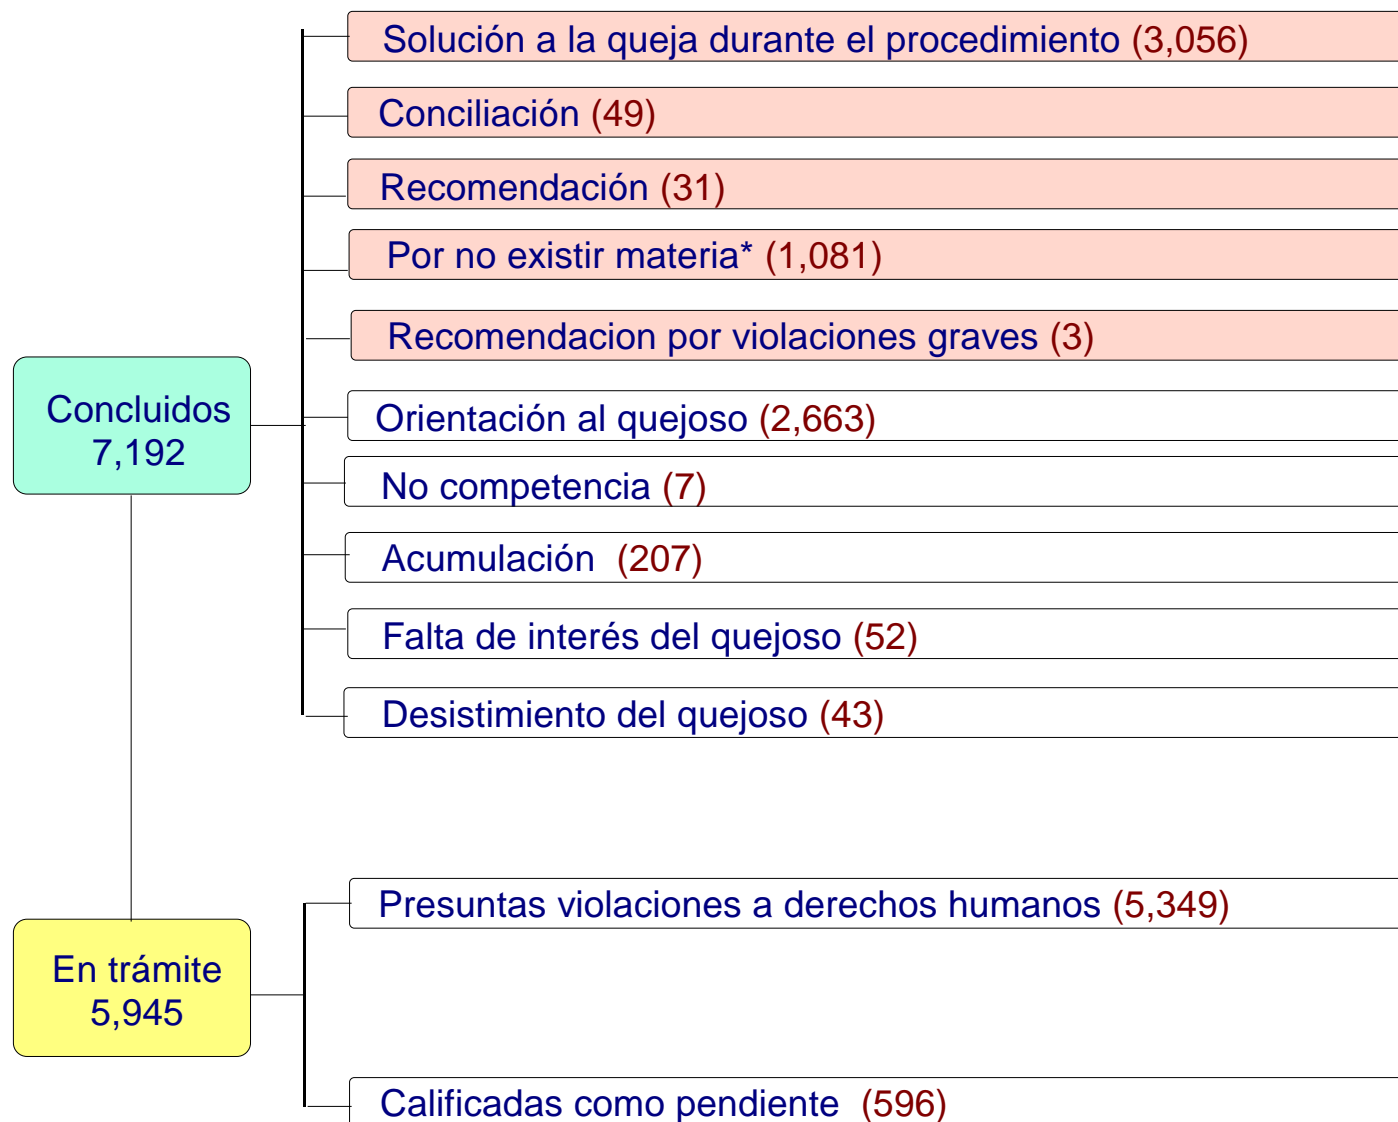 Solución a la queja durante el procedimiento (3,056)
Conciliación (49)
Recomendación (31)
Por no existir materia* (1,081)
Recomendacion por violaciones graves (3)
Concluidos
7,192
Orientación al quejoso (2,663)
No competencia (7)
Acumulación (207)
Falta de interés del quejoso (52)
Desistimiento del quejoso (43)
Presuntas violaciones a derechos humanos (5,349)
En trámite
5,945
Calificadas como pendiente (596)